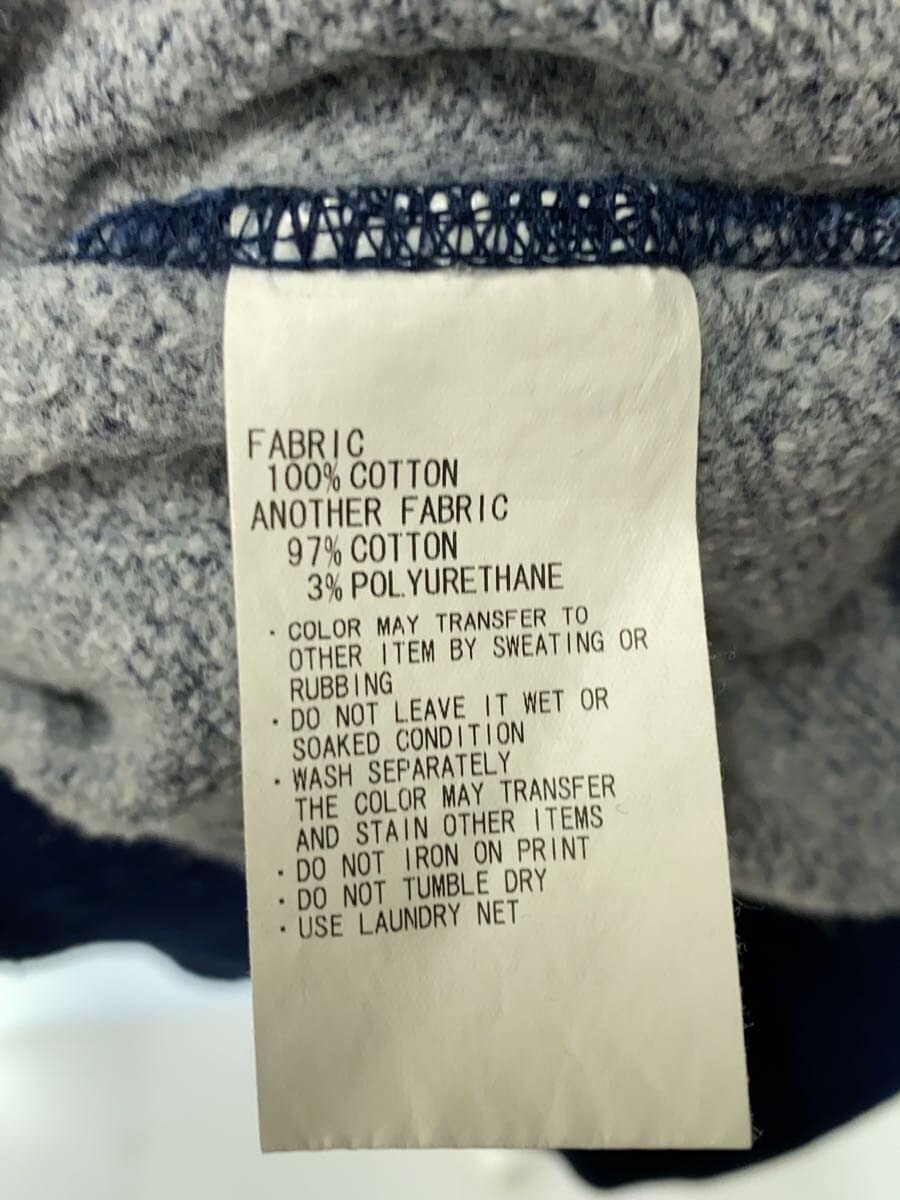 FABRIC
100% COTTON
ANOTHER FABRIC
97% COTTON
3% POLYURETHANE
· COLOR MAY TRANSFER TO
OTHER ITEM BY SWEATING OR
RUBBING
· DO NOT LEAVE IT WET OR
SOAKED CONDITION
· WASH SEPARATELY
THE COLOR MAY TRANSFER
AND STAIN OTHER ITEMS
· DO NOT IRON ON PRINT
· DO NOT TUMBLE DRY
· USE LAUNDRY NET